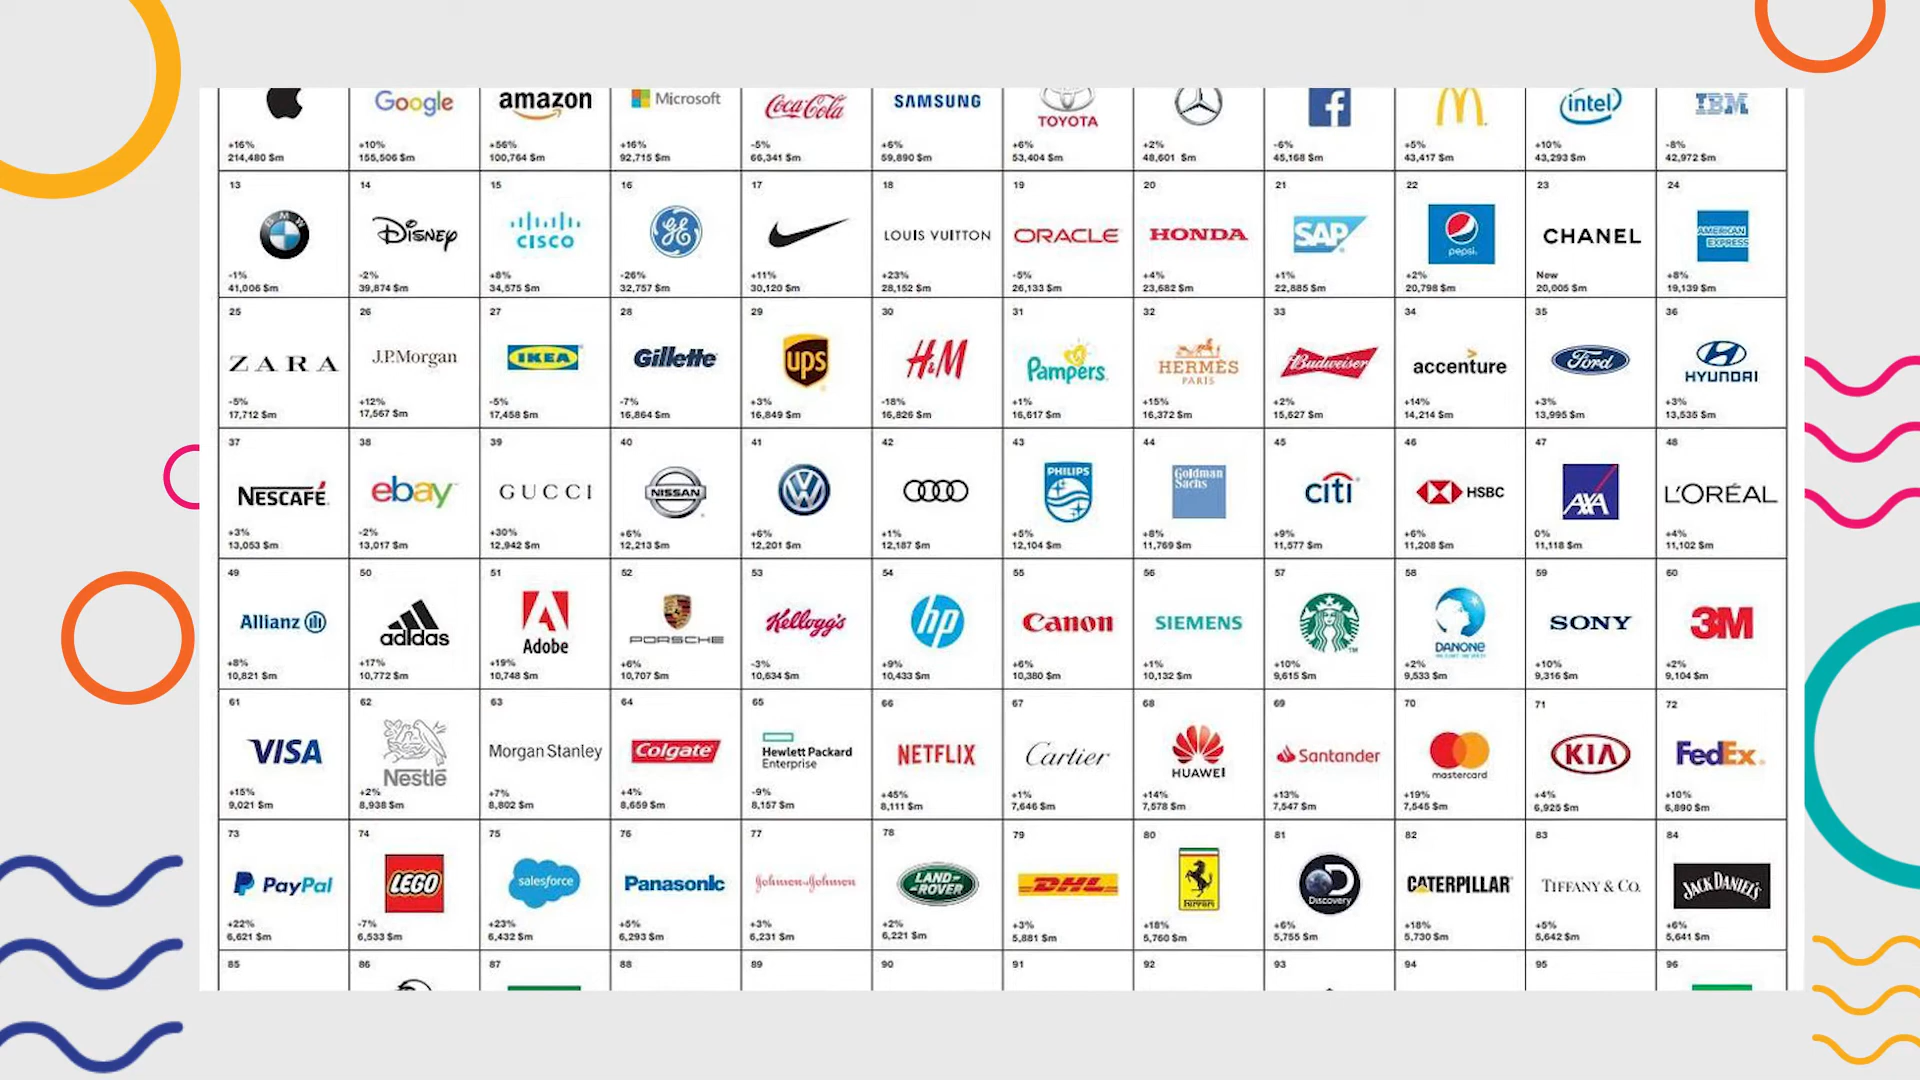 Google amazon Microsoft Coca-Cola SAMSUNG TOYOTA f intel IBM
+16% +10% +56% +16% -5% +6% +6% +2% -6% +5% +10% -8%
214,480 $m 155,506 $m 100,764 $m 92,715 $m 66,341 $m 59,890 $m 53,404 $m 48,601 $m 45,168 $m 43,417 $m 43,293 $m 42,972 $m
13 14 15 16 17 18 19 20 21 22 23 24
BMW Disney CISCO GE LOUIS VUITTON ORACLE HONDA SAP pepsi. CHANEL AMERICAN EXPRESS
-1% -2% +8% -26% +11% +23% -5% +4% +1% +2% New +8%
41,006 $m 39,874 $m 34,575 $m 32,757 $m 30,120 $m 28,152 $m 26,133 $m 23,682 $m 22,885 $m 20,798 $m 20,005 $m 19,139 $m
25 26 27 28 29 30 31 32 33 34 35 36
ZARA J.P.Morgan IKEA Gillette ups H&M Pampers HERMÈS PARIS Budweiser accenture Ford HYUNDAI
-5% +12% -5% -7% +3% -18% +1% +15% +2% +14% +3% +3%
17,712 $m 17,567 $m 17,458 $m 16,864 $m 16,849 $m 16,826 $m 16,617 $m 16,372 $m 15,627 $m 14,214 $m 13,995 $m 13,535 $m
37 38 39 40 41 42 43 44 45 46 47 48
NESCAFÉ ebay GUCCI NISSAN VW PHILIPS Goldman Sachs citi HSBC AXA L'ORÉAL
+3% -2% +30% +6% +6% +1% +5% +8% +9% +6% 0% +4%
13,053 $m 13,017 $m 12,942 $m 12,213 $m 12,201 $m 12,187 $m 12,104 $m 11,769 $m 11,577 $m 11,208 $m 11,118 $m 11,102 $m
49 50 51 52 53 54 55 56 57 58 59 60
Allianz adidas Adobe PORSCHE Kellogg's hp Canon SIEMENS DANONE SONY 3M
+8% +17% +19% +6% -3% +9% +6% +1% +10% +2% +10% +2%
10,821 $m 10,772 $m 10,748 $m 10,707 $m 10,634 $m 10,433 $m 10,380 $m 10,132 $m 9,615 $m 9,533 $m 9,316 $m 9,104 $m
61 62 63 64 65 66 67 68 69 70 71 72
VISA Nestlé Morgan Stanley Colgate Hewlett Packard Enterprise NETFLIX Cartier HUAWEI Santander mastercard KIA FedEx
+15% +2% +7% +4% -9% +45% +1% +14% +13% +19% +4% +10%
9,021 $m 8,938 $m 8,802 $m 8,659 $m 8,157 $m 8,111 $m 7,646 $m 7,578 $m 7,547 $m 7,545 $m 6,925 $m 6,890 $m
73 74 75 76 77 78 79 80 81 82 83 84
PayPal LEGO salesforce Panasonic Johnson & Johnson LAND-ROVER DHL Ferrari Discovery CATERPILLAR TIFFANY & CO. JACK DANIEL'S
+22% -7% +23% +5% +3% +2% +3% +18% +6% +18% +5% +6%
6,621 $m 6,533 $m 6,432 $m 6,293 $m 6,231 $m 6,221 $m 5,881 $m 5,760 $m 5,755 $m 5,730 $m 5,642 $m 5,641 $m
85 86 87 88 89 90 91 92 93 94 95 96